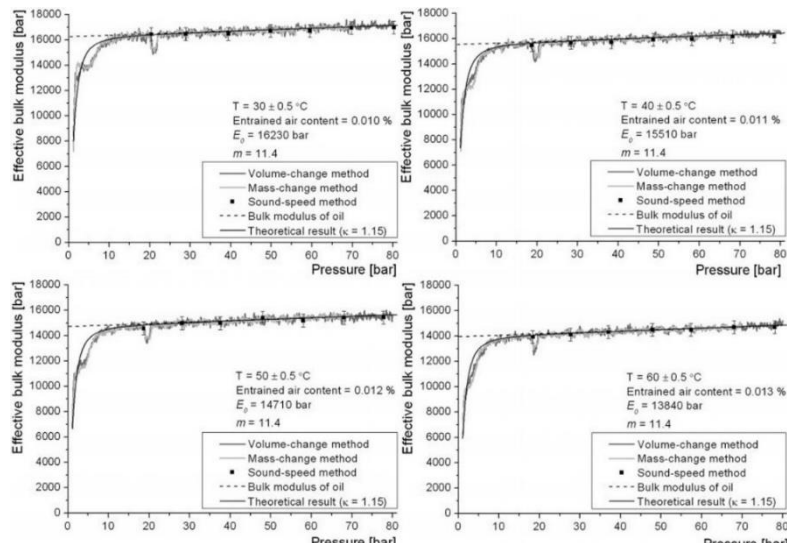 Effective bulk modulus [bar]
18000
16000
14000
12000
10000
8000
6000
4000
2000
0
T = 30 ± 0.5 °C
Entrained air content = 0.010 %
E₀ = 16230 bar
m = 11.4
Volume-change method
Mass-change method
Sound-speed method
Bulk modulus of oil
Theoretical result (κ = 1.15)
0 10 20 30 40 50 60 70 80
Pressure [bar]
Effective bulk modulus [bar]
18000
16000
14000
12000
10000
8000
6000
4000
2000
0
T = 40 ± 0.5 °C
Entrained air content = 0.011 %
E₀ = 15510 bar
m = 11.4
Volume-change method
Mass-change method
Sound-speed method
Bulk modulus of oil
Theoretical result (κ = 1.15)
0 10 20 30 40 50 60 70 80
Pressure [bar]
Effective bulk modulus [bar]
18000
16000
14000
12000
10000
8000
6000
4000
2000
0
T = 50 ± 0.5 °C
Entrained air content = 0.012 %
E₀ = 14710 bar
m = 11.4
Volume-change method
Mass-change method
Sound-speed method
Bulk modulus of oil
Theoretical result (κ = 1.15)
0 10 20 30 40 50 60 70 80
Pressure [bar]
Effective bulk modulus [bar]
18000
16000
14000
12000
10000
8000
6000
4000
2000
0
T = 60 ± 0.5 °C
Entrained air content = 0.013 %
E₀ = 13840 bar
m = 11.4
Volume-change method
Mass-change method
Sound-speed method
Bulk modulus of oil
Theoretical result (κ = 1.15)
0 10 20 30 40 50 60 70 80
Pressure [bar]